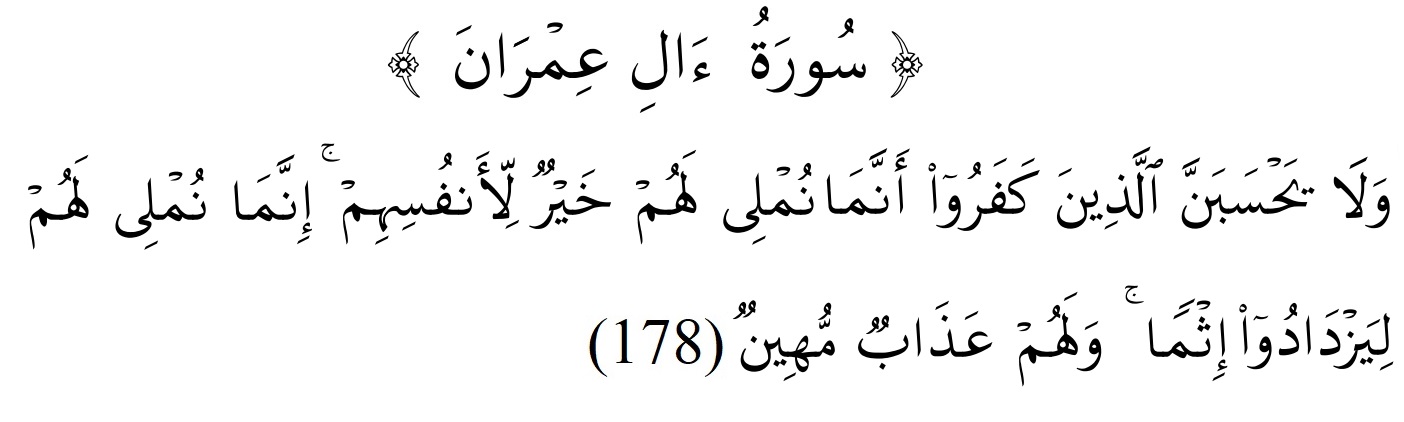 ﴿ سُورَةُ ءَالِ عِمْرَانَ ﴾
وَلَا يَحْسَبَنَّ ٱلَّذِينَ كَفَرُوٓا۟ أَنَّمَا نُمْلِى لَهُمْ خَيْرٌ لِّأَنفُسِهِمْ ۚ إِنَّمَا نُمْلِى لَهُمْ
لِيَزْدَادُوٓا۟ إِثْمًا ۚ وَلَهُمْ عَذَابٌ مُّهِينٌ (178)